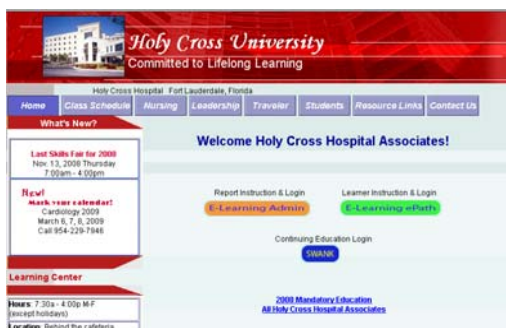 Holy Cross University
Committed to Lifelong Learning
Holy Cross Hospital Fort Lauderdale, Florida
Home Class Schedule Nursing Leadership Traveler Students Resource Links Contact Us
What's New?
Last Skills Fair for 2008
Nov. 13, 2008 Thursday
7:00am - 4:00pm
New!
Mark your calendar!
Cardiology 2009
March 6, 7, 8, 2009
Call 954-229-7946
Learning Center
Hours: 7:30a - 4:00p M-F
(except holidays)
Location: Behind the cafeteria
Welcome Holy Cross Hospital Associates!
Report Instruction & Login
E-Learning Admin
Learner Instruction & Login
E-Learning ePath
Continuing Education Login
SWANK
2008 Mandatory Education
All Holy Cross Hospital Associates